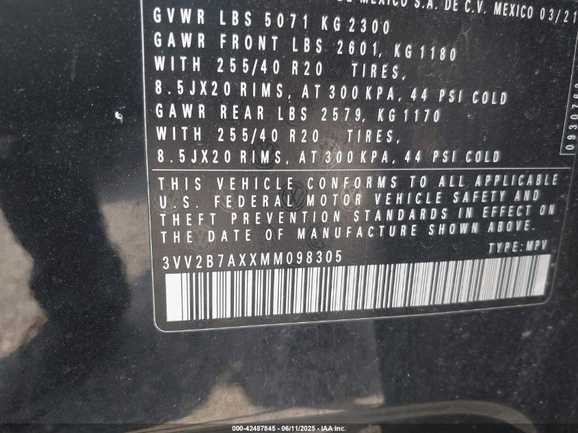 DE MEXICO S.A. DE C.V. MEXICO 03/21
GVWR LBS 5071 KG 2300
GAWR FRONT LBS 2601, KG 1180
WITH 255/40 R20 TIRES,
8.5JX20 RIMS, AT 300 KPA, 44 PSI COLD
GAWR REAR LBS 2579, KG 1170
WITH 255/40 R20 TIRES,
8.5JX20 RIMS, AT 300 KPA, 44 PSI COLD
THIS VEHICLE CONFORMS TO ALL APPLICABLE
U.S. FEDERAL MOTOR VEHICLE SAFETY AND
THEFT PREVENTION STANDARDS IN EFFECT ON
THE DATE OF MANUFACTURE SHOWN ABOVE.
3VV2B7AXXMM098305
TYPE: MPV
000-42487845 - 06/11/2025 - IAA Inc.